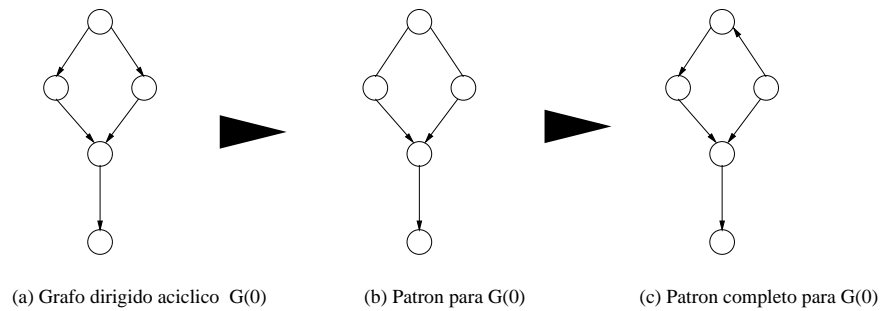 (a) Grafo dirigido aciclico G(0)
(b) Patron para G(0)
(c) Patron completo para G(0)